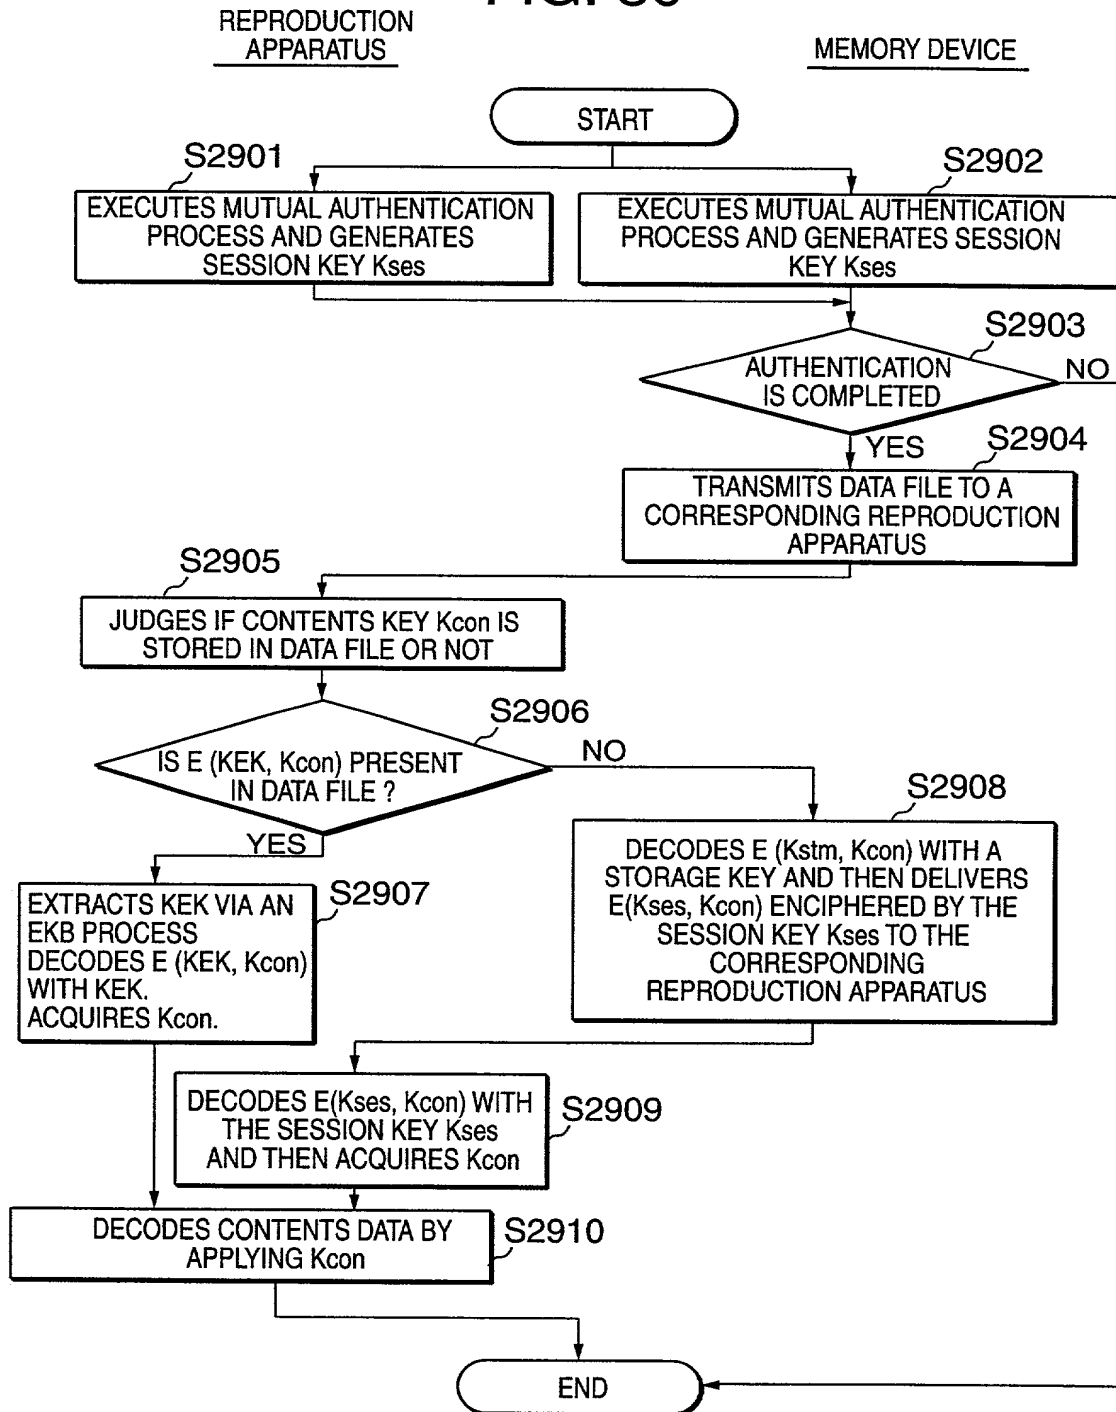 REPRODUCTION
APPARATUS
MEMORY DEVICE
START
S2901
S2902
EXECUTES MUTUAL AUTHENTICATION
PROCESS AND GENERATES
SESSION KEY Kses
EXECUTES MUTUAL AUTHENTICATION
PROCESS AND GENERATES SESSION
KEY Kses
S2903
AUTHENTICATION
IS COMPLETED
NO
YES
S2904
TRANSMITS DATA FILE TO A
CORRESPONDING REPRODUCTION
APPARATUS
S2905
JUDGES IF CONTENTS KEY Kcon IS
STORED IN DATA FILE OR NOT
S2906
IS E (KEK, Kcon) PRESENT
IN DATA FILE ?
NO
YES
S2908
DECODES E (Kstm, Kcon) WITH A
STORAGE KEY AND THEN DELIVERS
E(Kses, Kcon) ENCIPHERED BY THE
SESSION KEY Kses TO THE
CORRESPONDING
REPRODUCTION APPARATUS
S2907
EXTRACTS KEK VIA AN
EKB PROCESS
DECODES E (KEK, Kcon)
WITH KEK.
ACQUIRES Kcon.
DECODES E(Kses, Kcon) WITH
THE SESSION KEY Kses
AND THEN ACQUIRES Kcon
S2909
DECODES CONTENTS DATA BY
APPLYING Kcon
S2910
END